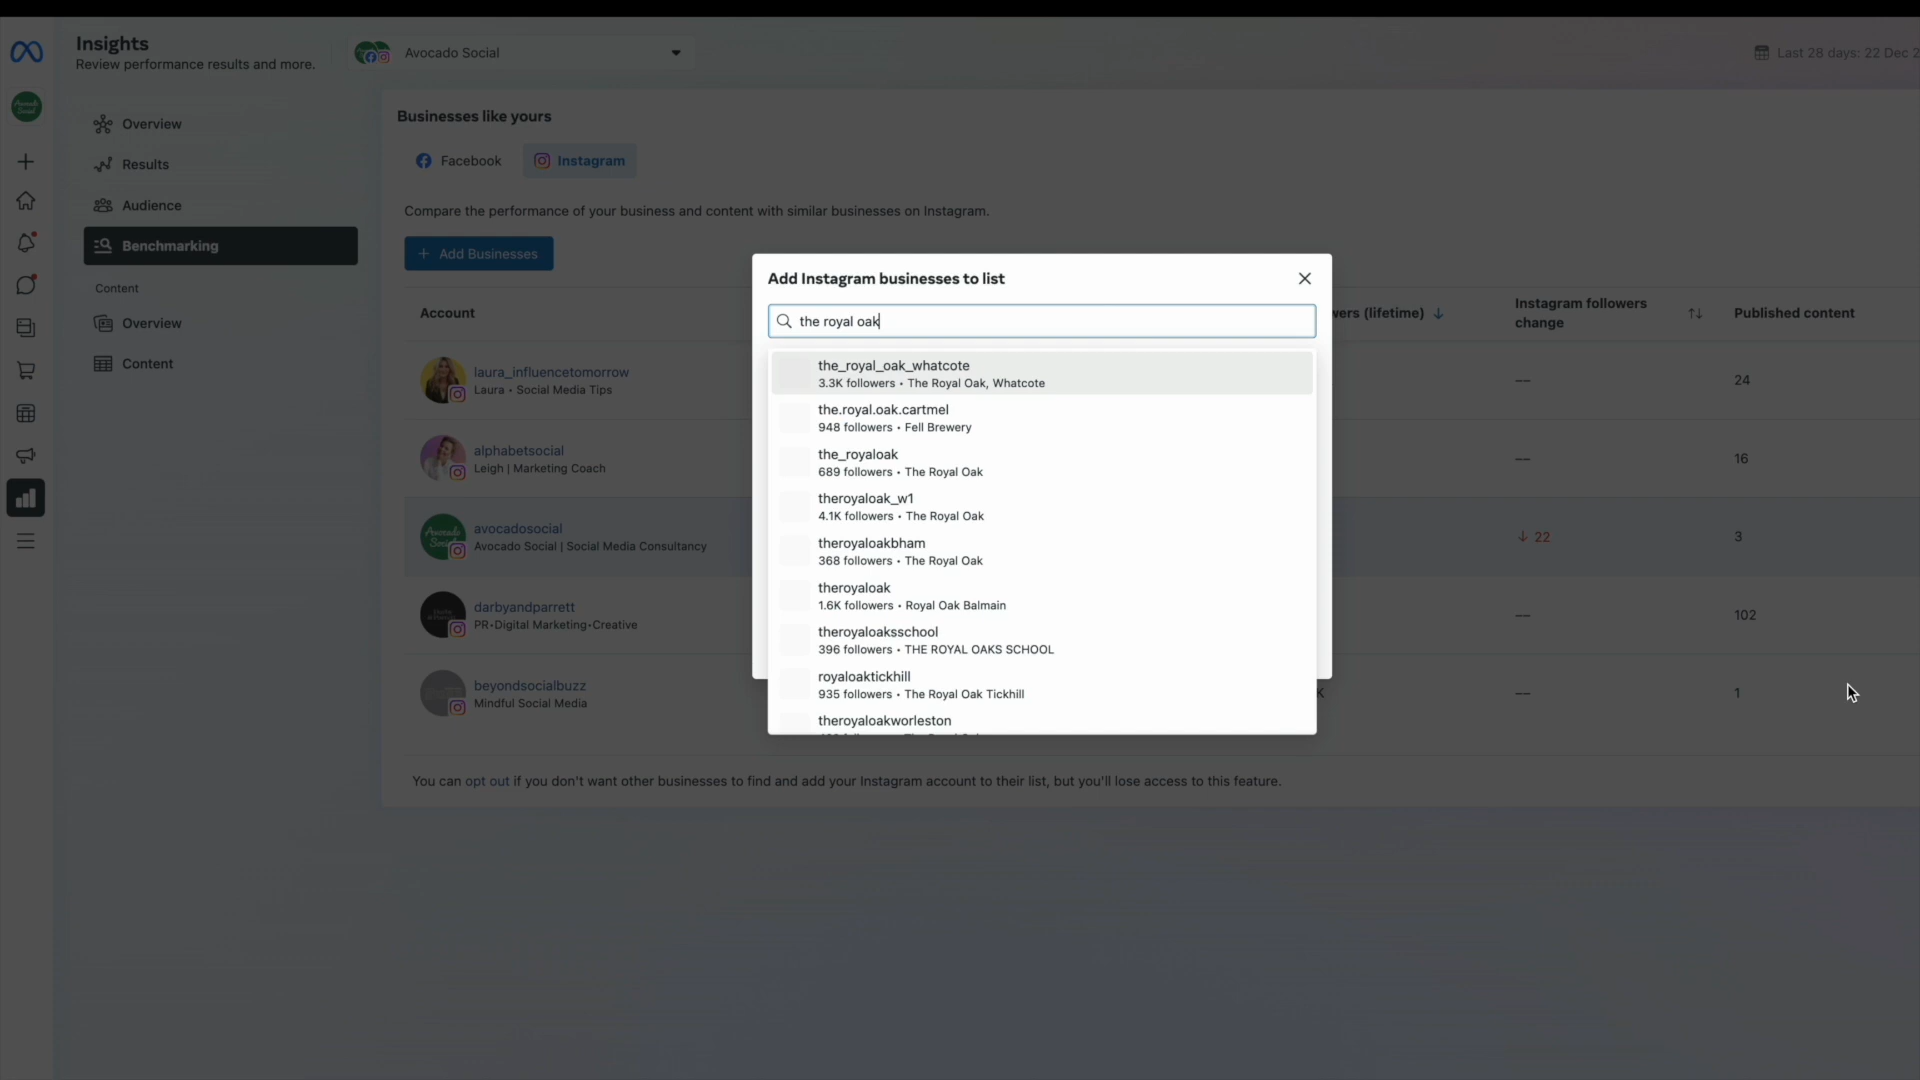 Insights
Review performance results and more.
Avocado Social
Last 28 days: 22 Dec 2
Overview
Results
Audience
Benchmarking
Content
Overview
Content
Businesses like yours
Facebook
Instagram
Compare the performance of your business and content with similar businesses on Instagram.
+ Add Businesses
Account
wers (lifetime)
Instagram followers
change
Published content
laura_influencetomorrow
Laura • Social Media Tips
--
24
alphabetsocial
Leigh | Marketing Coach
--
16
avocadosocial
Avocado Social | Social Media Consultancy
↓ 22
3
darbyandparrett
PR•Digital Marketing•Creative
--
102
beyondsocialbuzz
Mindful Social Media
K
--
1
You can opt out if you don't want other businesses to find and add your Instagram account to their list, but you'll lose access to this feature.
Add Instagram businesses to list
the royal oak
the_royal_oak_whatcote
3.3K followers • The Royal Oak, Whatcote
the.royal.oak.cartmel
948 followers • Fell Brewery
the_royaloak
689 followers • The Royal Oak
theroyaloak_w1
4.1K followers • The Royal Oak
theroyaloakbham
368 followers • The Royal Oak
theroyaloak
1.6K followers • Royal Oak Balmain
theroyaloaksschool
396 followers • THE ROYAL OAKS SCHOOL
royaloaktickhill
935 followers • The Royal Oak Tickhill
theroyaloakworleston